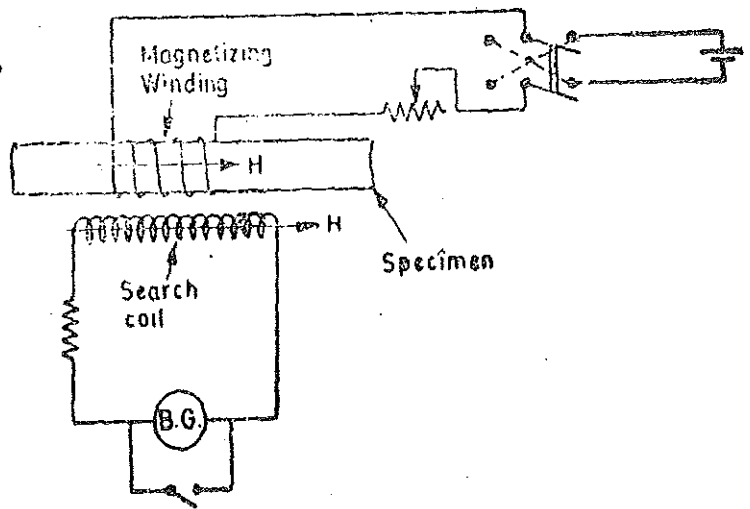 Magnetizing
Winding
H
H
Specimen
Search
coil
B.G.